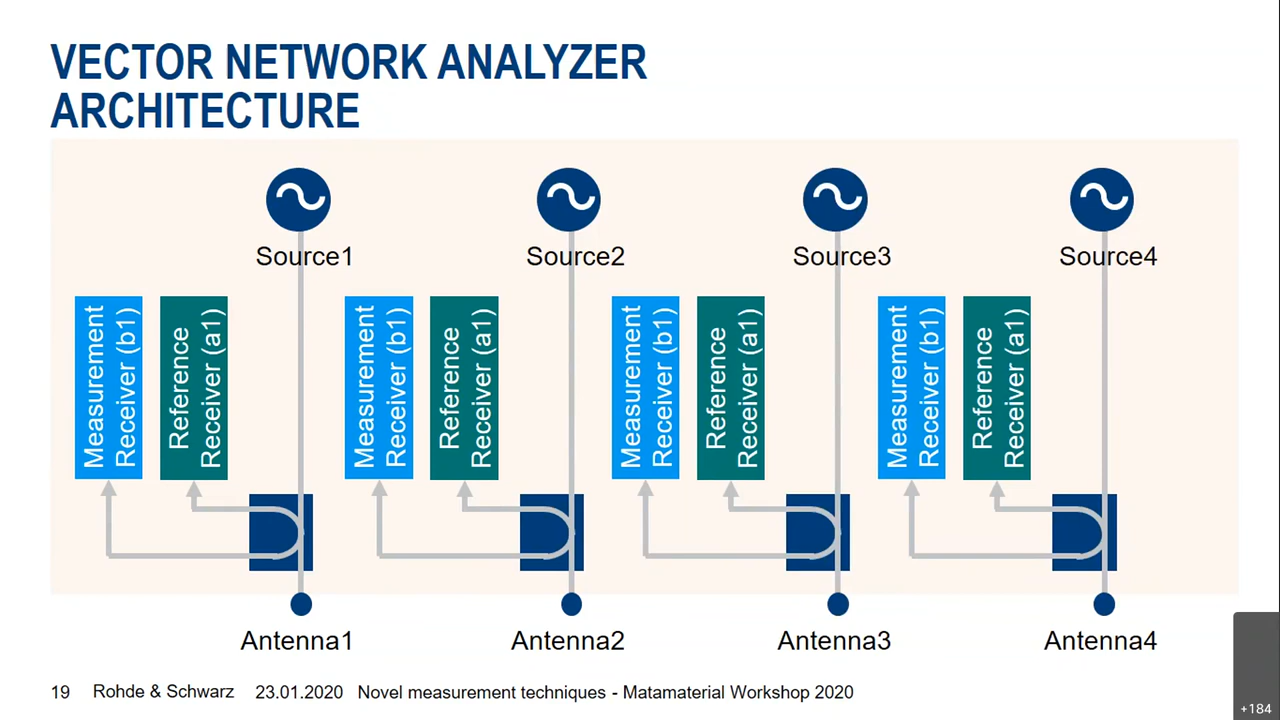 VECTOR NETWORK ANALYZER
ARCHITECTURE
Source1
Source2
Source3
Source4
Measurement
Receiver (b1)
Reference
Receiver (a1)
Measurement
Receiver (b1)
Reference
Receiver (a1)
Measurement
Receiver (b1)
Reference
Receiver (a1)
Measurement
Receiver (b1)
Reference
Receiver (a1)
Antenna1
Antenna2
Antenna3
Antenna4
19 Rohde & Schwarz 23.01.2020 Novel measurement techniques - Matamaterial Workshop 2020
+184